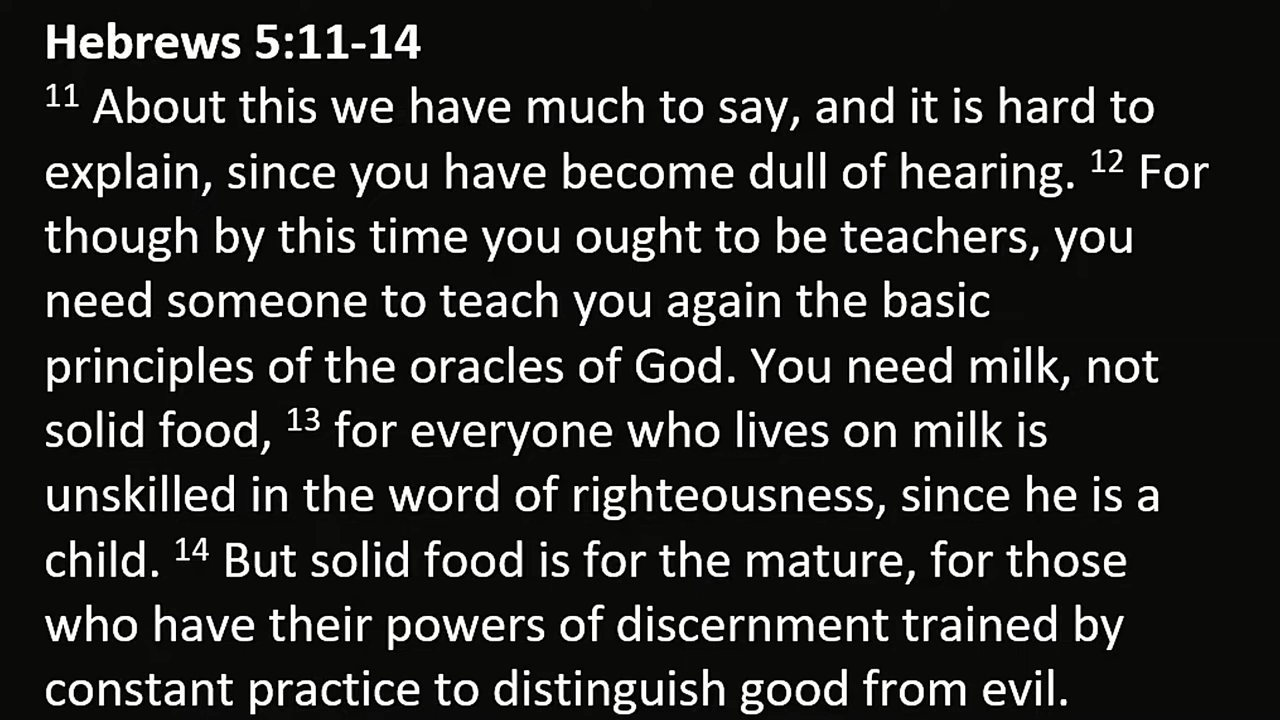 Hebrews 5:11-14
11 About this we have much to say, and it is hard to
explain, since you have become dull of hearing. 12 For
though by this time you ought to be teachers, you
need someone to teach you again the basic
principles of the oracles of God. You need milk, not
solid food, 13 for everyone who lives on milk is
unskilled in the word of righteousness, since he is a
child. 14 But solid food is for the mature, for those
who have their powers of discernment trained by
constant practice to distinguish good from evil.